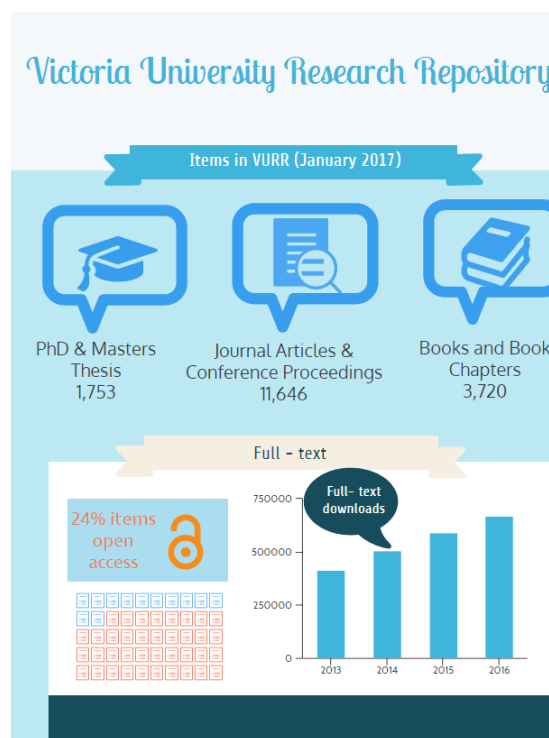 Victoria University Research Repository
Items in VURR (January 2017)
PhD & Masters
Thesis
1,753
Journal Articles &
Conference Proceedings
11,646
Books and Book
Chapters
3,720
Full - text
24% items
open
access
Full- text
downloads
750000
500000
250000
0
2013
2014
2015
2016